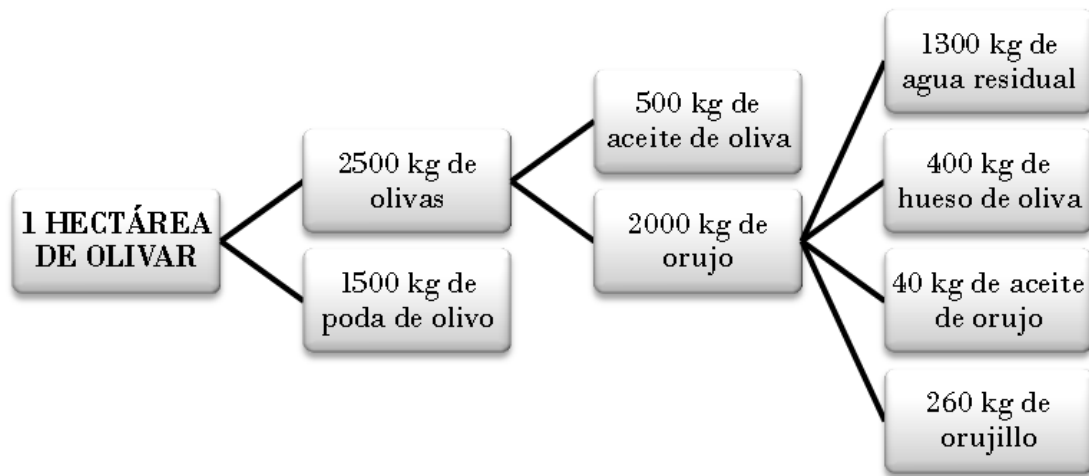 1 HECTÁREA
DE OLIVAR
2500 kg de
olivas
1500 kg de
poda de olivo
500 kg de
aceite de oliva
2000 kg de
orujo
1300 kg de
agua residual
400 kg de
hueso de oliva
40 kg de aceite
de orujo
260 kg de
orujillo